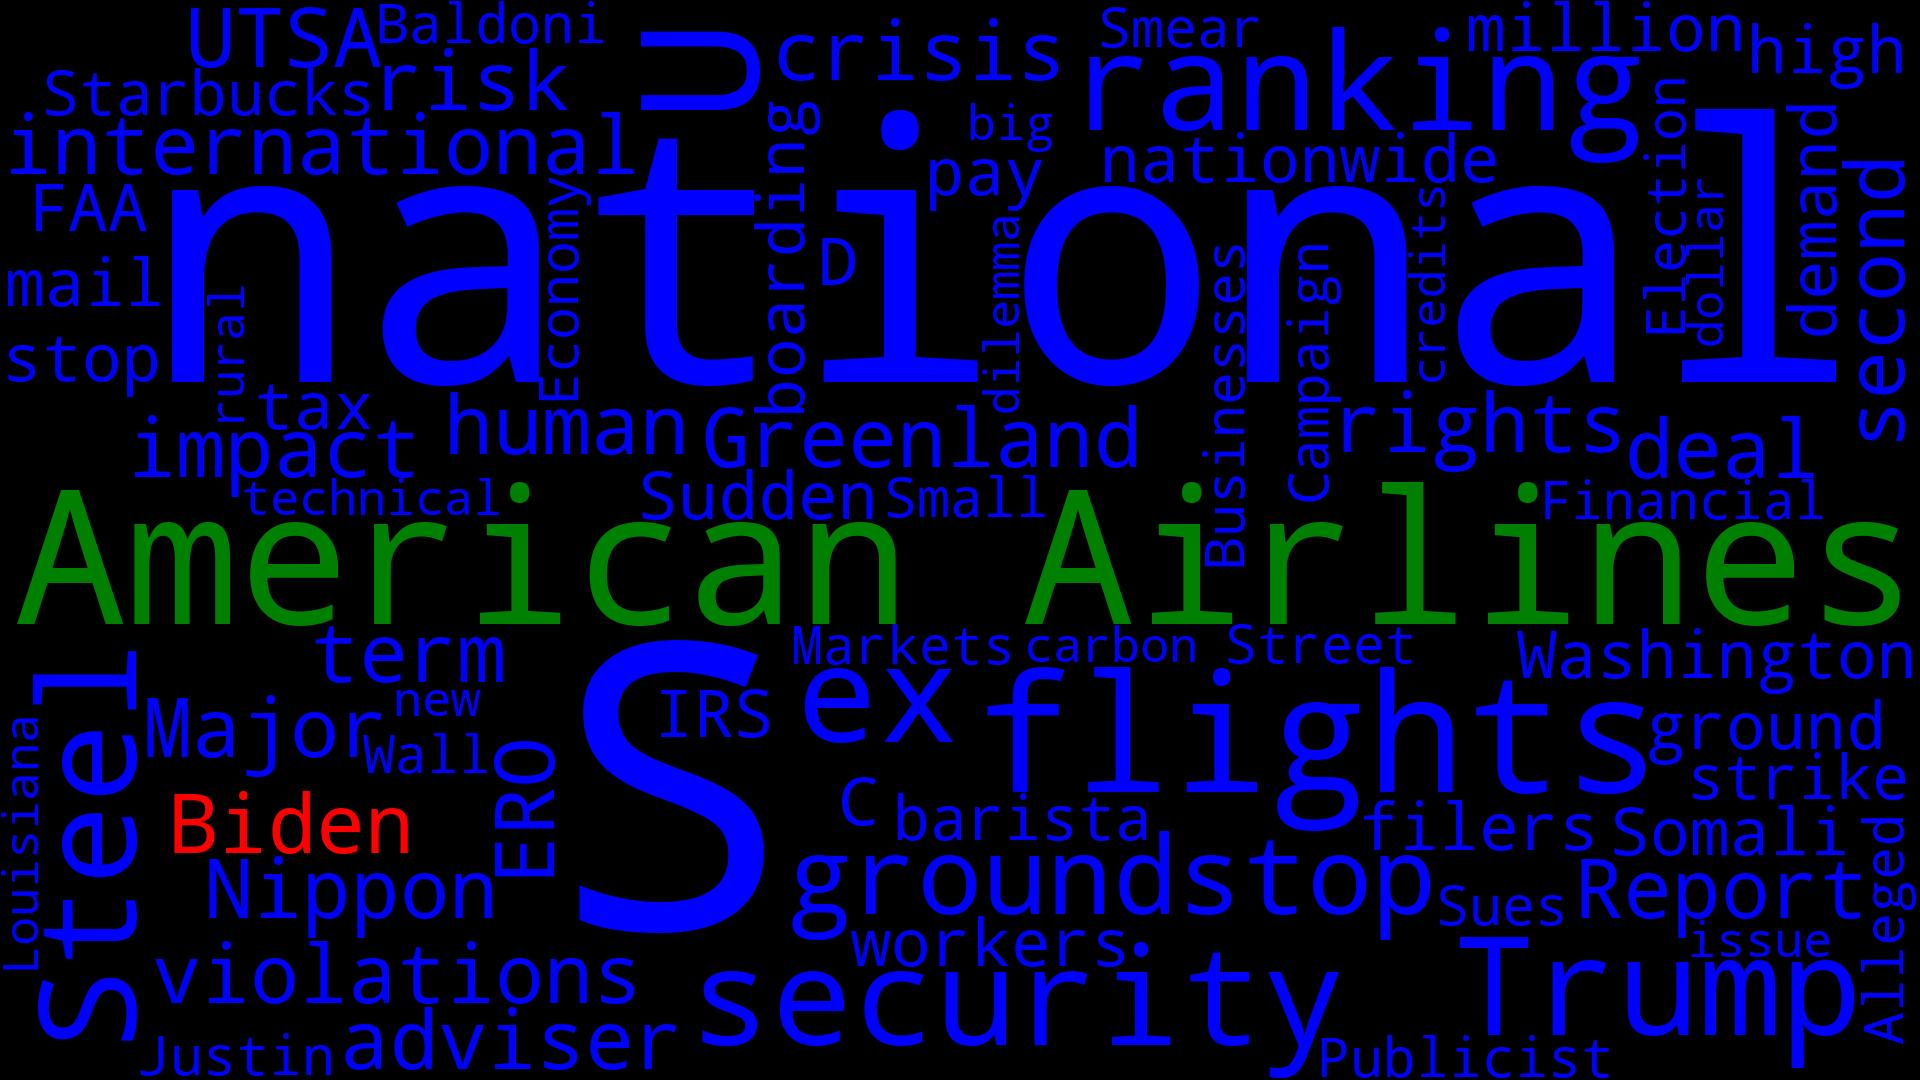 UTSA
Baldoni
U
crisis
Smear
ranking
million
high
Starbucks
risk
international
boarding
big
pay
nationwide
Election
dollar
demand
second
FAA
national
mail
stop
rural
Economy
D
dilemma
Businesses
Campaign
credits
tax
impact
human
Greenland
rights
deal
technical
Sudden
Small
Financial
American Airlines
Steel
term
Markets
carbon
Street
Washington
Major
new
Wall
S
IRS
ex
flights
ground
strike
Louisiana
Biden
ERO
C
barista
filers
Somali
Nippon
groundstop
Sues
Report
Alleged
violations
workers
security
issue
Trump
Justin
adviser
Publicist